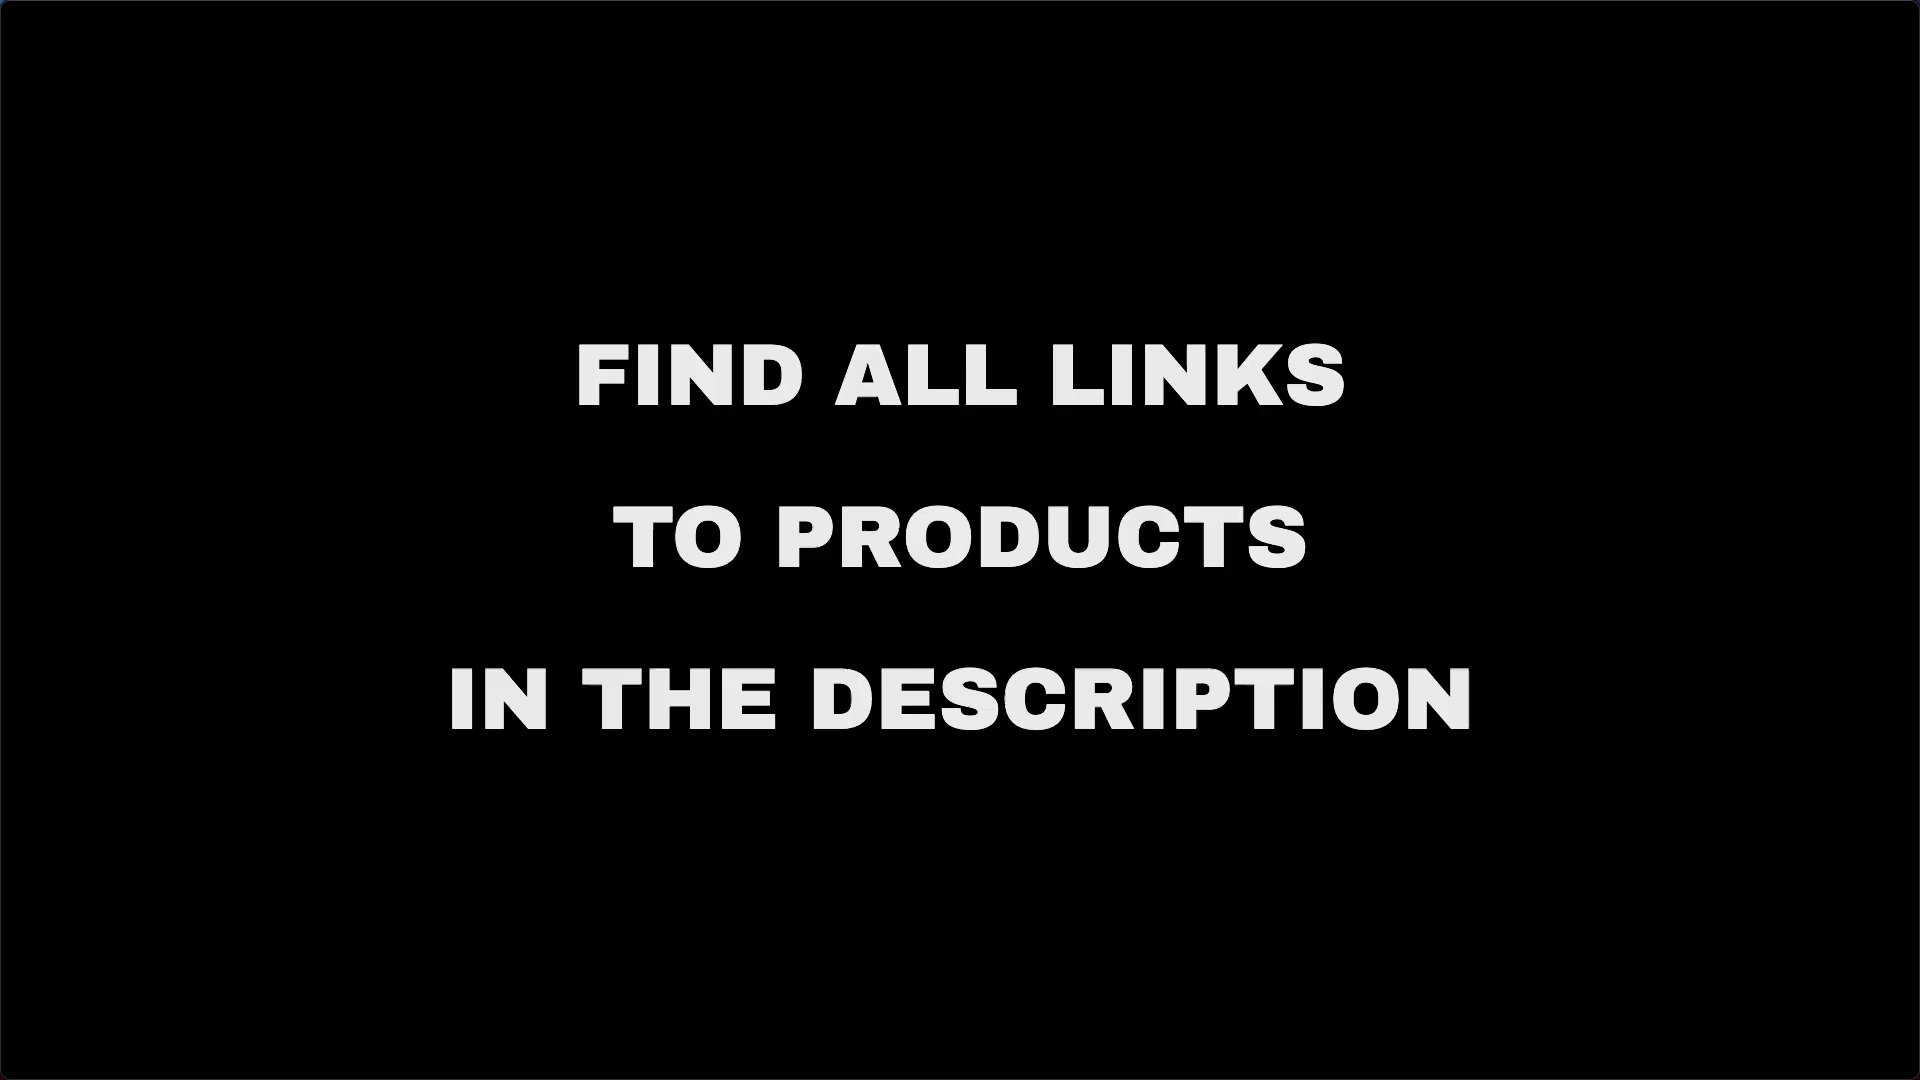 FIND ALL LINKS
TO PRODUCTS
IN THE DESCRIPTION